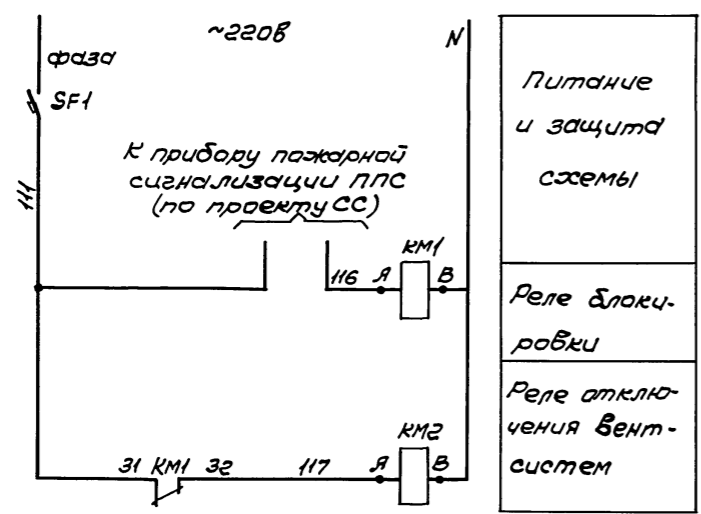 ~220В
N
фаза
SF1
111
К прибору пожарной
сигнализации ППС
(по проекту СС)
116
Я
КМ1
В
31
КМ1
32
117
Я
КМ2
В
Питание
и защита
схемы
Реле блоки-
ровки
Реле отклю-
чения вент-
систем